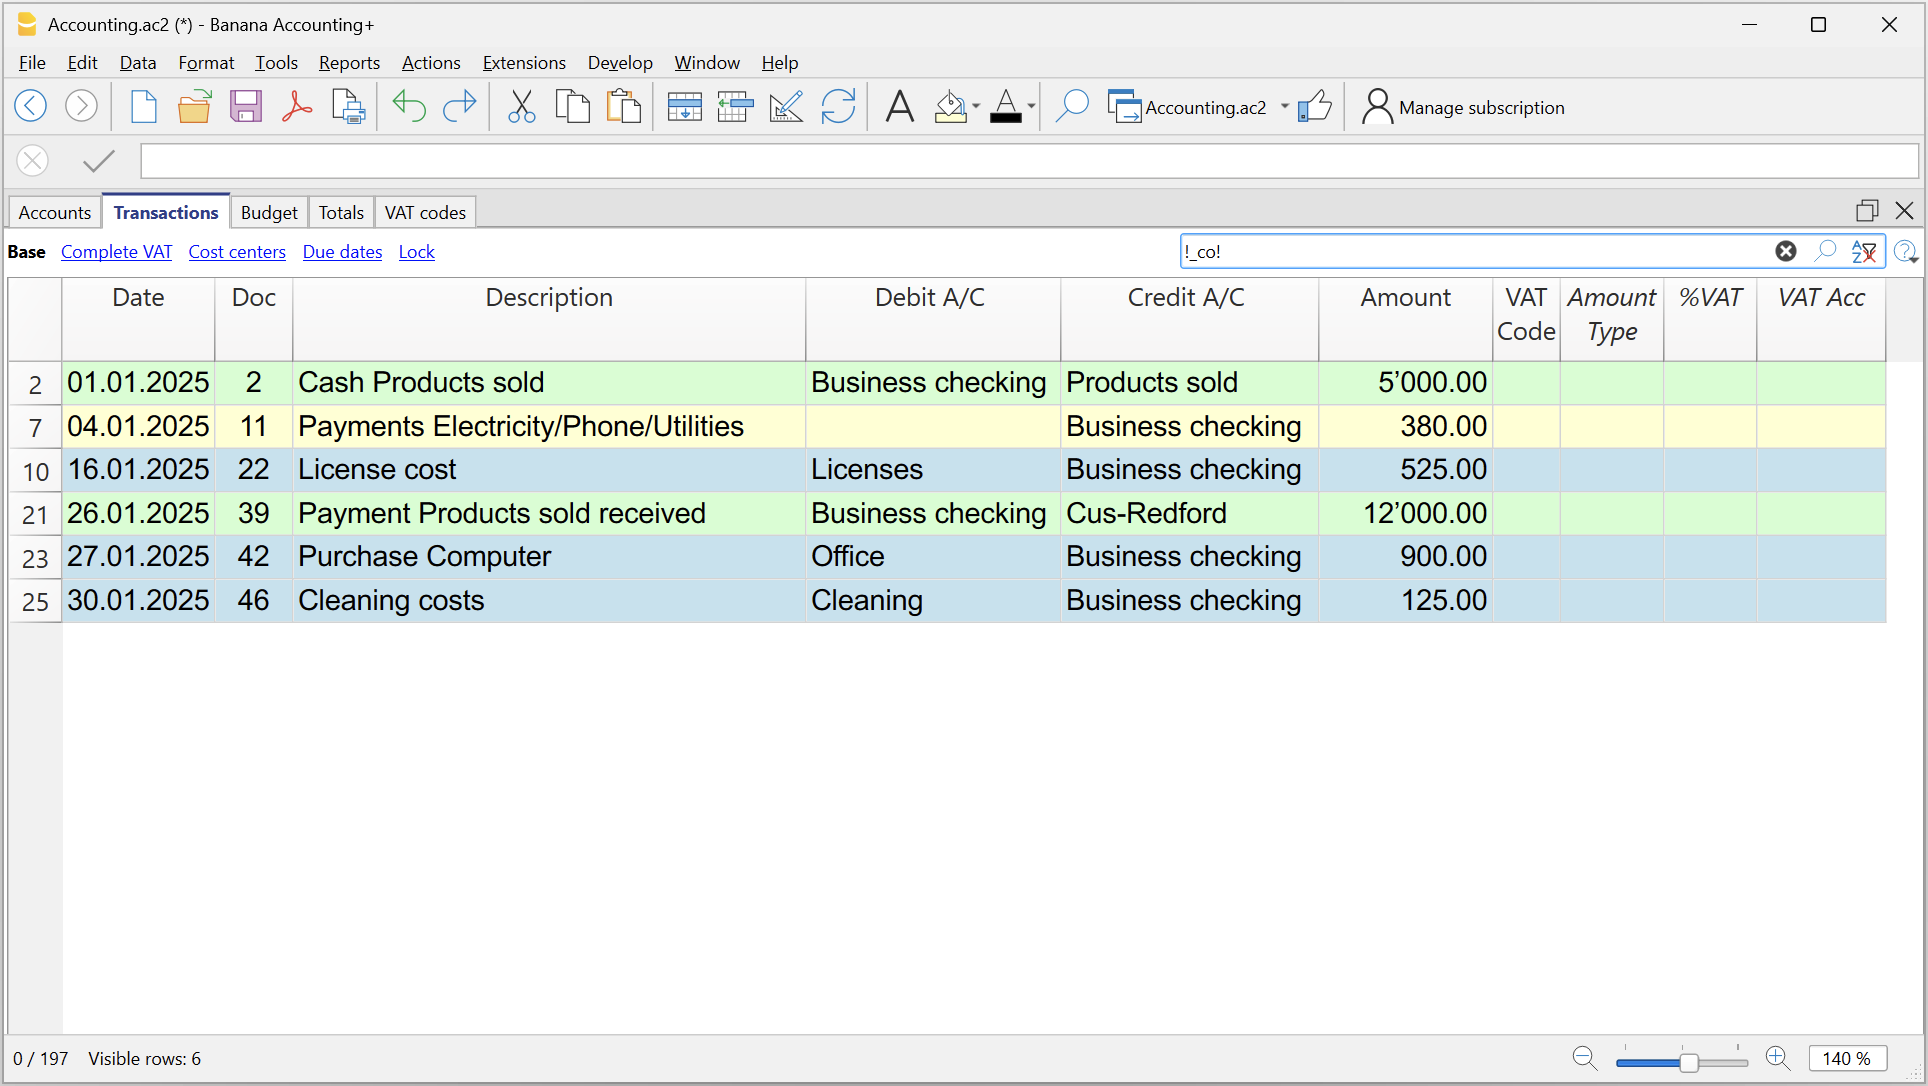 Accounting.ac2 (*) - Banana Accounting+
File Edit Data Format Tools Reports Actions Extensions Develop Window Help
A A Accounting.ac2 Manage subscription
Accounts Transactions Budget Totals VAT codes
Base Complete VAT Cost centers Due dates Lock !_co! AZ ?
Date Doc Description Debit A/C Credit A/C Amount VAT Code Amount Type %VAT VAT Acc
2 01.01.2025 2 Cash Products sold Business checking Products sold 5’000.00
7 04.01.2025 11 Payments Electricity/Phone/Utilities Business checking 380.00
10 16.01.2025 22 License cost Licenses Business checking 525.00
21 26.01.2025 39 Payment Products sold received Business checking Cus-Redford 12’000.00
23 27.01.2025 42 Purchase Computer Office Business checking 900.00
25 30.01.2025 46 Cleaning costs Cleaning Business checking 125.00
0 / 197 Visible rows: 6 140 %